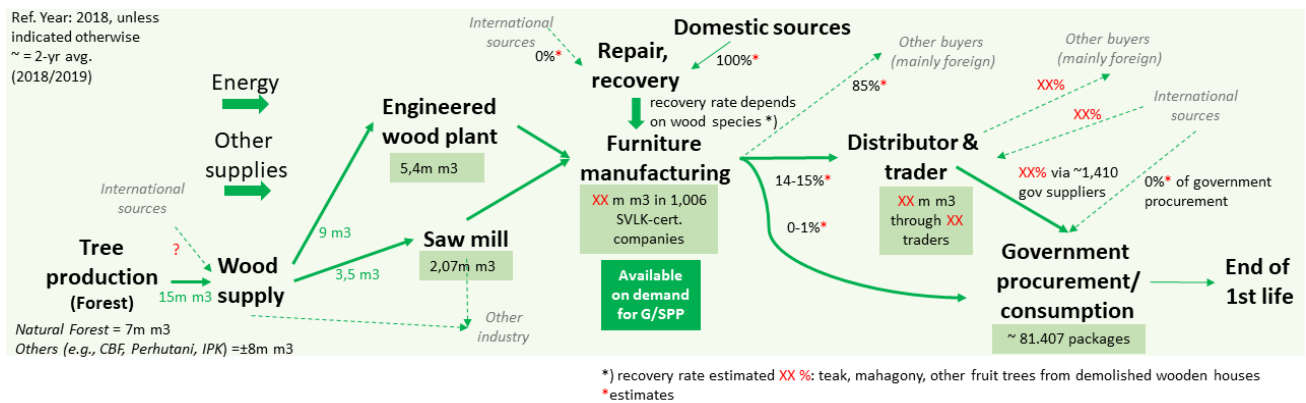 Ref. Year: 2018, unless
indicated otherwise
~ = 2-yr avg.
(2018/2019)
International
sources
0%*
Domestic sources
100%*
Repair,
recovery
recovery rate depends
on wood species *)
Other buyers
(mainly foreign)
85%*
Other buyers
(mainly foreign)
XX%
XX%
International
sources
Energy
Other
supplies
Engineered
wood plant
5,4m m3
Furniture
manufacturing
XX m m3 in 1,006
SVLK-cert.
companies
Available
on demand
for G/SPP
14-15%*
0-1%*
Distributor &
trader
XX m m3
through XX
traders
XX% via ~1,410
gov suppliers
0%* of government
procurement
International
sources
?
Tree
production
(Forest)
15m m3
Wood
supply
9 m3
3,5 m3
Saw mill
2,07m m3
Other
industry
Government
procurement/
consumption
~ 81.407 packages
End of
1st life
Natural Forest = 7m m3
Others (e.g., CBF, Perhutani, IPK) =±8m m3
*) recovery rate estimated XX %: teak, mahagony, other fruit trees from demolished wooden houses
*estimates